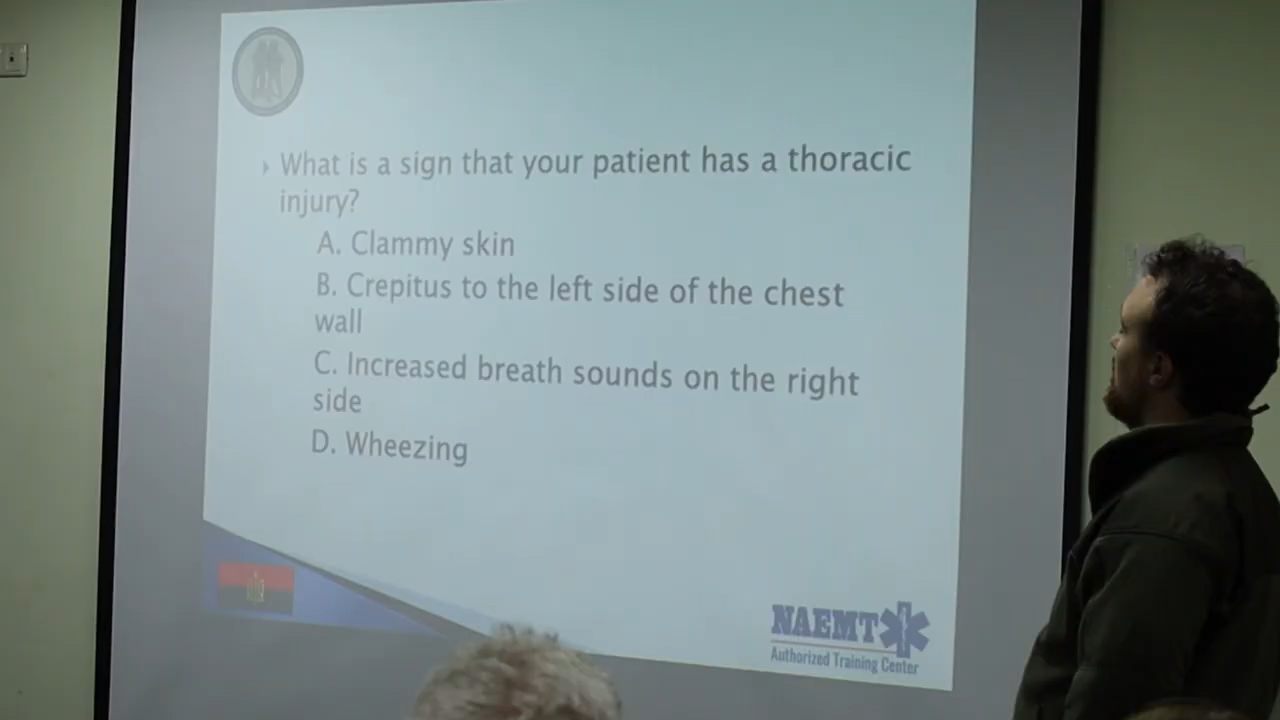 What is a sign that your patient has a thoracic
injury?
A. Clammy skin
B. Crepitus to the left side of the chest
wall
C. Increased breath sounds on the right
side
D. Wheezing
NAEMT
Authorized Training Center